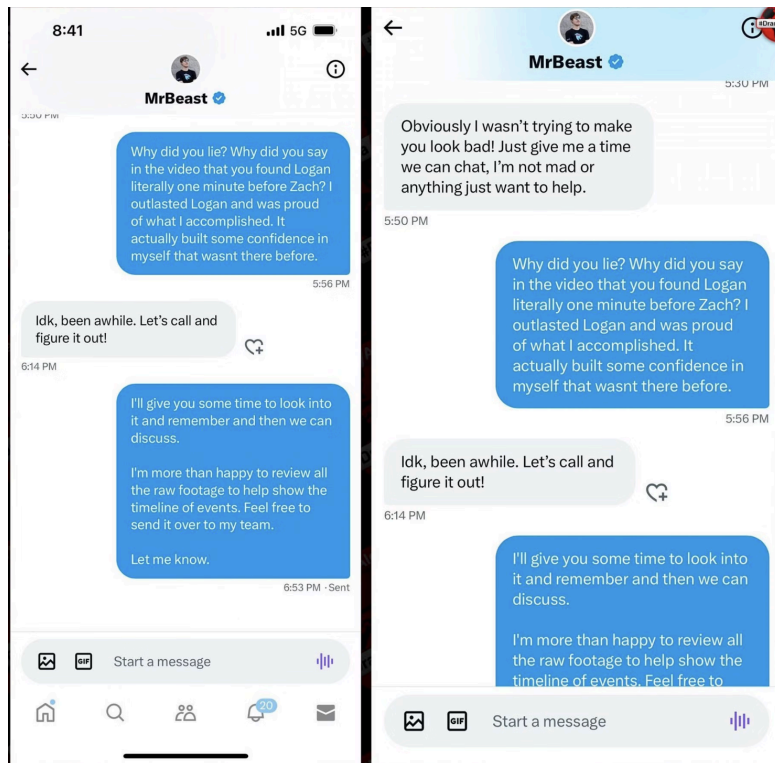 8:41
5G
MrBeast
5:50 PM
Why did you lie? Why did you say
in the video that you found Logan
literally one minute before Zach? I
outlasted Logan and was proud
of what I accomplished. It
actually built some confidence in
myself that wasnt there before.
5:56 PM
Idk, been awhile. Let's call and
figure it out!
6:14 PM
I'll give you some time to look into
it and remember and then we can
discuss.
I'm more than happy to review all
the raw footage to help show the
timeline of events. Feel free to
send it over to my team.
Let me know.
6:53 PM · Sent
GIF
Start a message
20
MrBeast
5:30 PM
Obviously I wasn't trying to make
you look bad! Just give me a time
we can chat, I'm not mad or
anything just want to help.
5:50 PM
Why did you lie? Why did you say
in the video that you found Logan
literally one minute before Zach? I
outlasted Logan and was proud
of what I accomplished. It
actually built some confidence in
myself that wasnt there before.
5:56 PM
Idk, been awhile. Let's call and
figure it out!
6:14 PM
I'll give you some time to look into
it and remember and then we can
discuss.
I'm more than happy to review all
the raw footage to help show the
timeline of events. Feel free to
GIF
Start a message